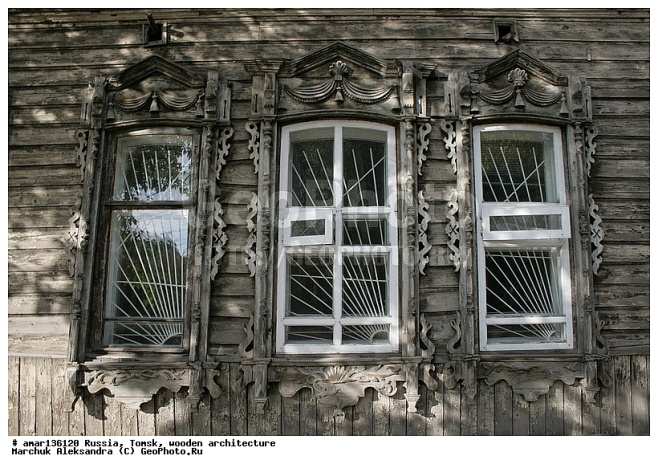 # amar136120 Russia, Tomsk, wooden architecture
Marchuk Aleksandra (C) GeoPhoto.Ru